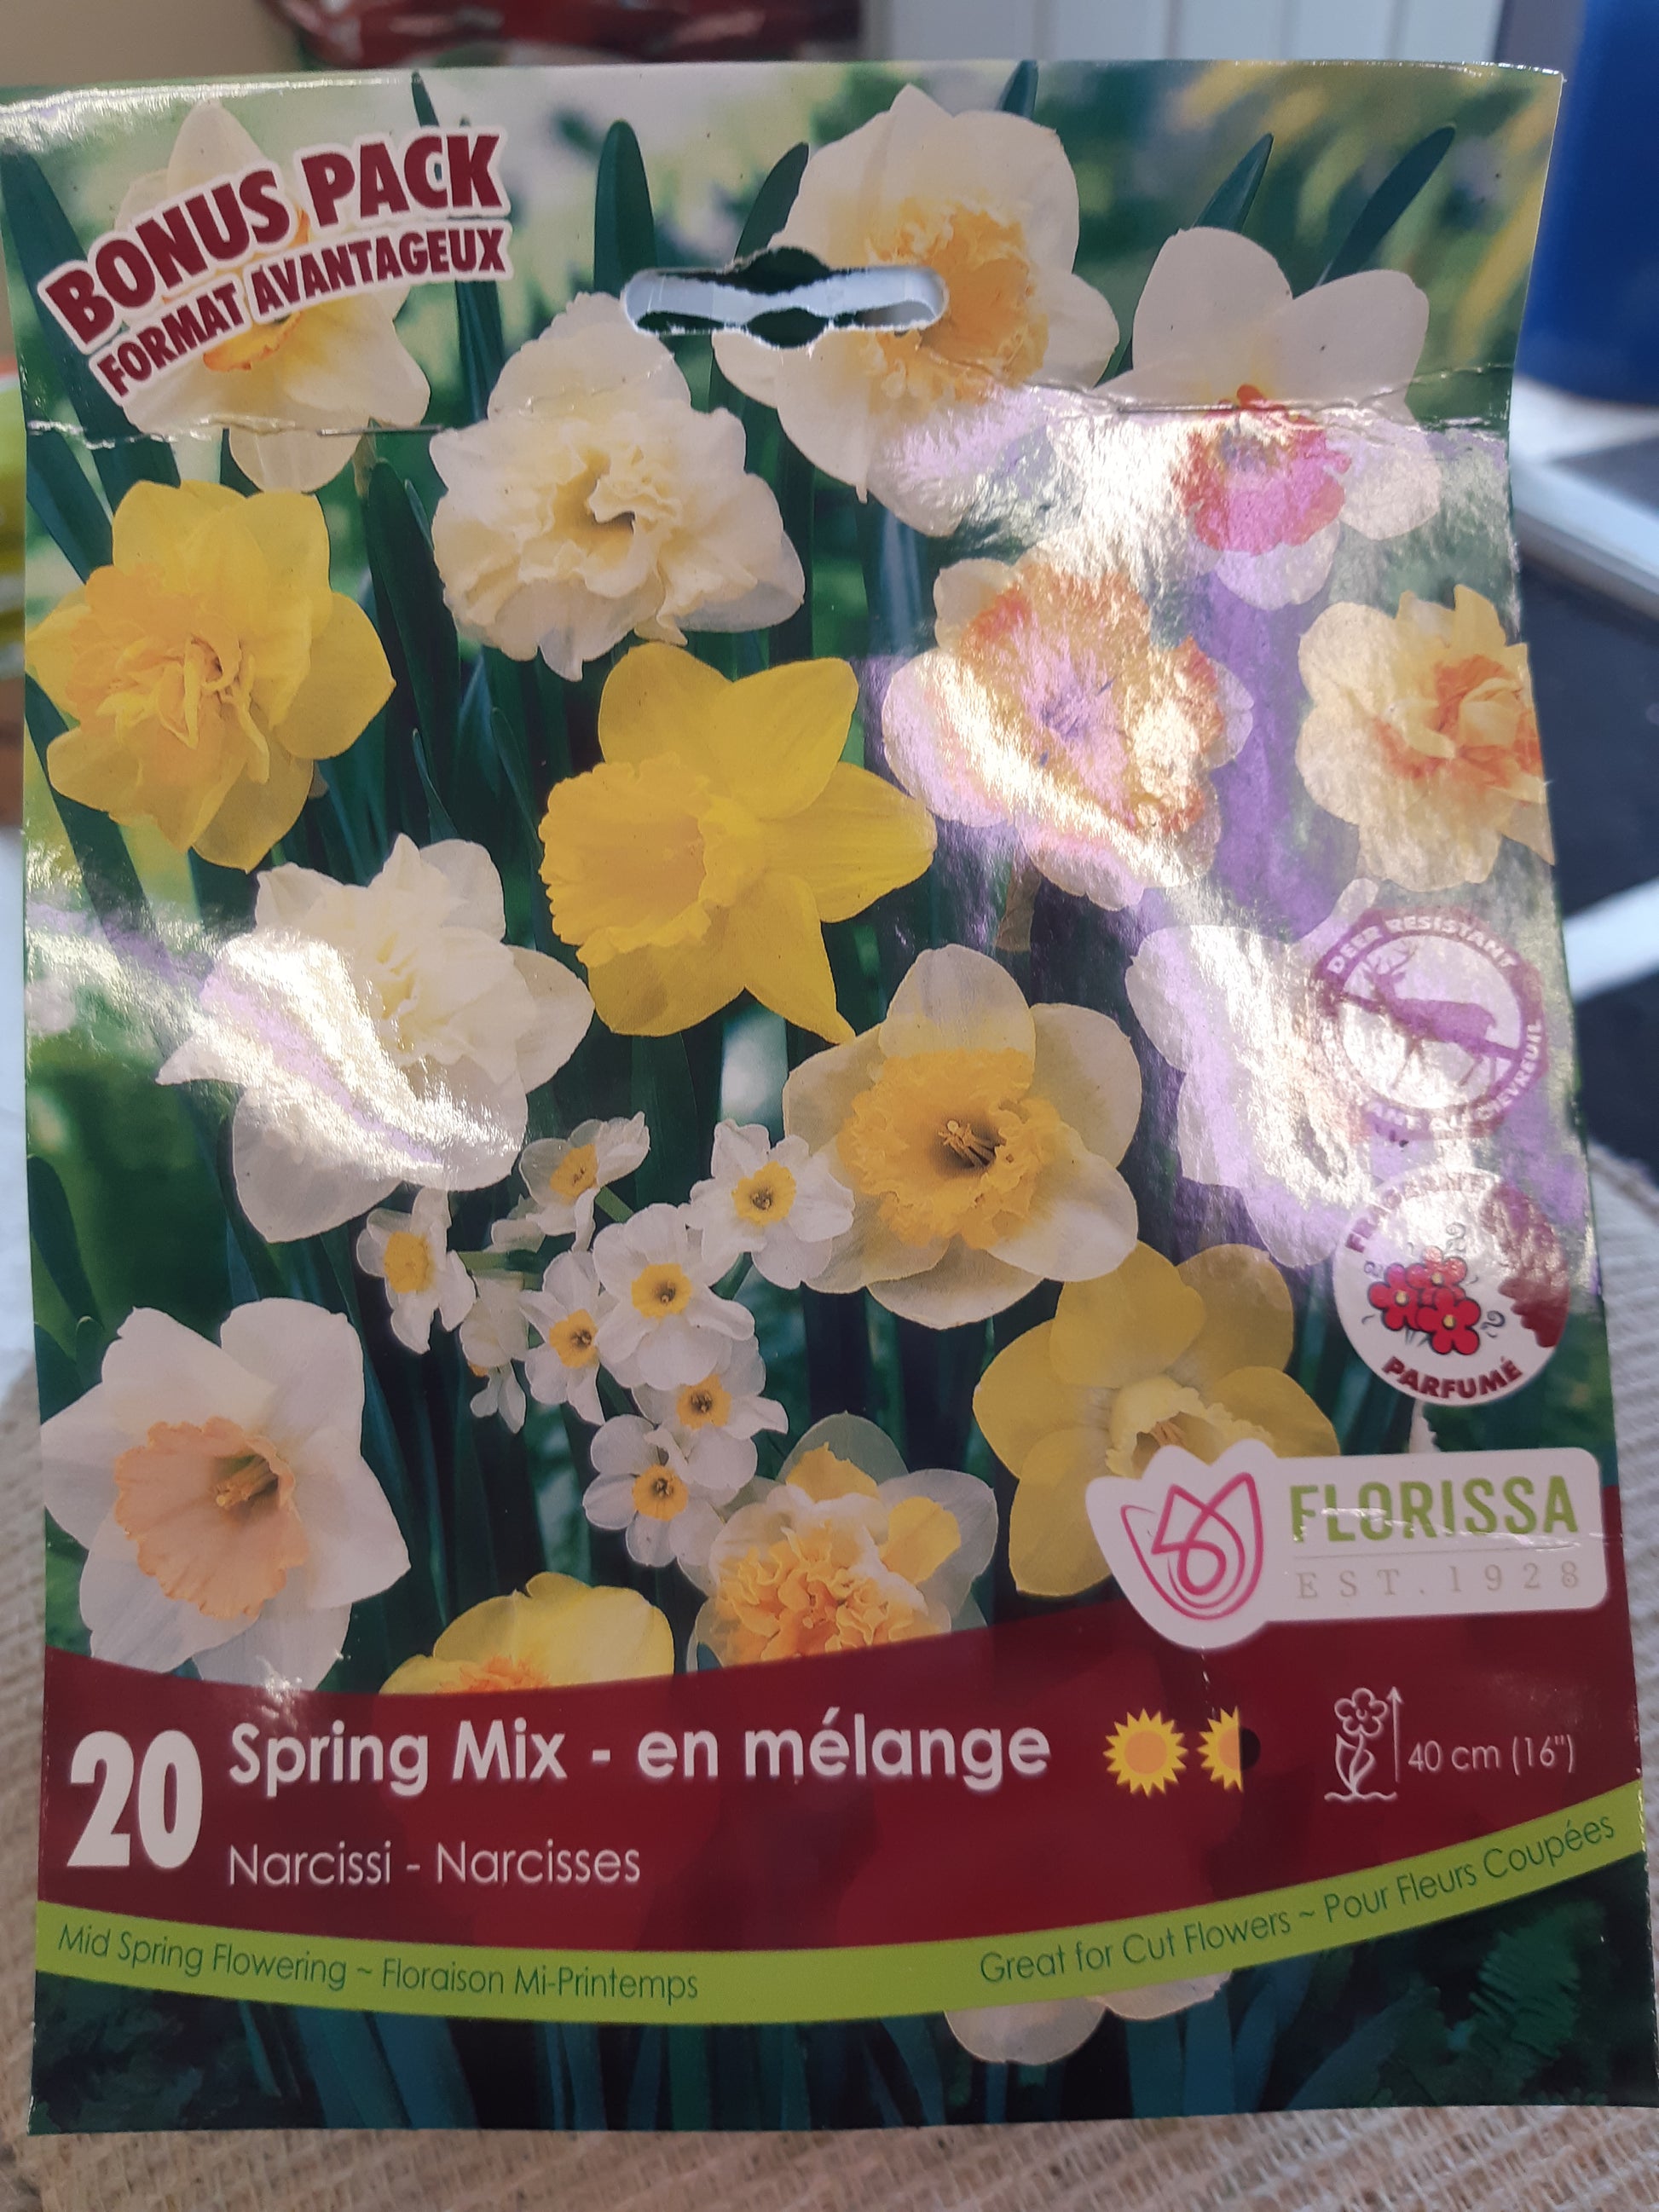 BONUS PACK
FORMAT AVANTAGEUX
DEER RESISTANT
CHEVREUIL
PARFUMÉ
FLORISSA
EST. 1928
20
Spring Mix - en mélange
40 cm (16")
Narcissi - Narcisses
Mid Spring Flowering ~ Floraison Mi-Printemps
Great for Cut Flowers ~ Pour Fleurs Coupées